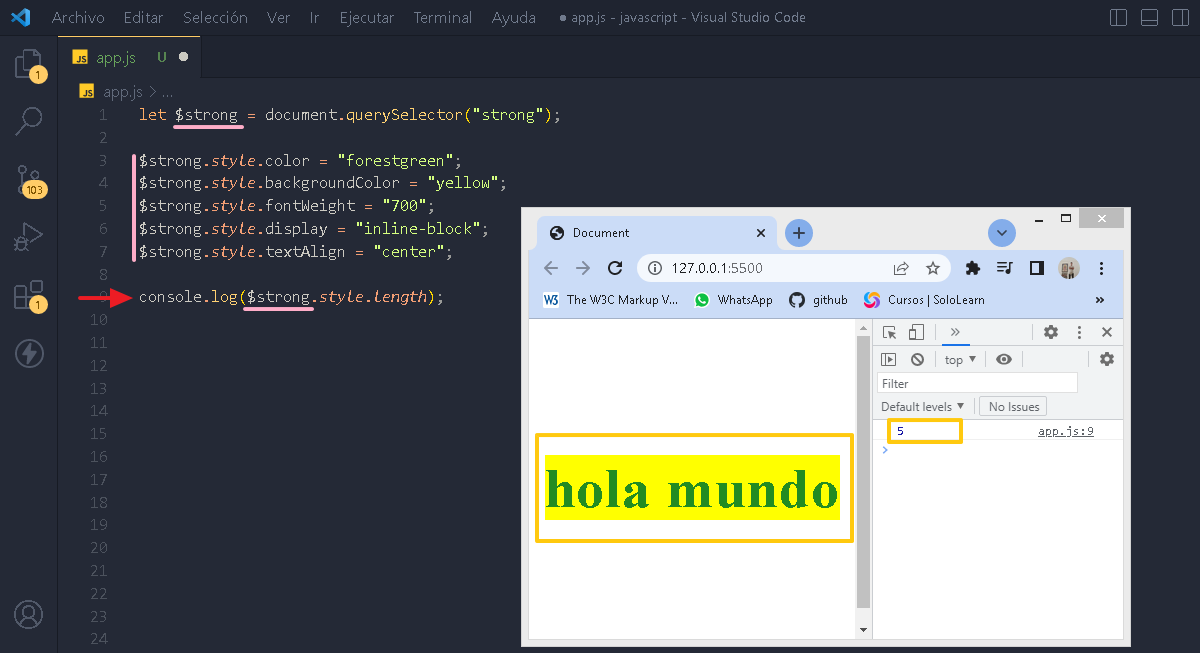 Archivo Editar Selección Ver Ir Ejecutar Terminal Ayuda ● app.js - javascript - Visual Studio Code
JS app.js U ●
JS app.js > ...
1 let $strong = document.querySelector("strong");
2
3 $strong.style.color = "forestgreen";
4 $strong.style.backgroundColor = "yellow";
5 $strong.style.fontWeight = "700";
6 $strong.style.display = "inline-block";
7 $strong.style.textAlign = "center";
8
9 console.log($strong.style.length);
10
11
12
13
14
15
16
17
18
19
20
21
22
23
24
1
103
1
Document
127.0.0.1:5500
W3 The W3C Markup V... WhatsApp github Cursos | SoloLearn »
top
Filter
Default levels No Issues
5 app.js:9
hola mundo